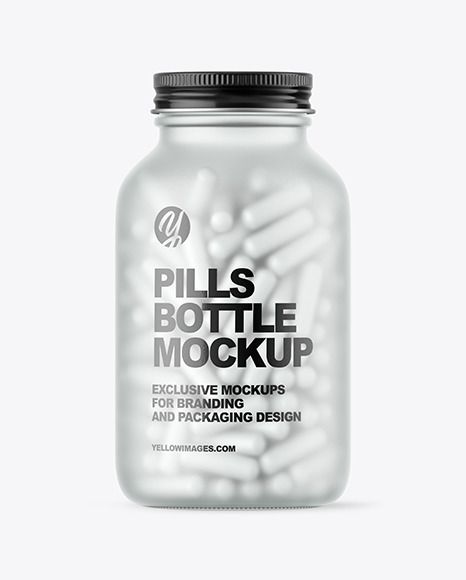 PILLS
BOTTLE
MOCKUP
EXCLUSIVE MOCKUPS
FOR BRANDING
AND PACKAGING DESIGN
YELLOWIMAGES.COM